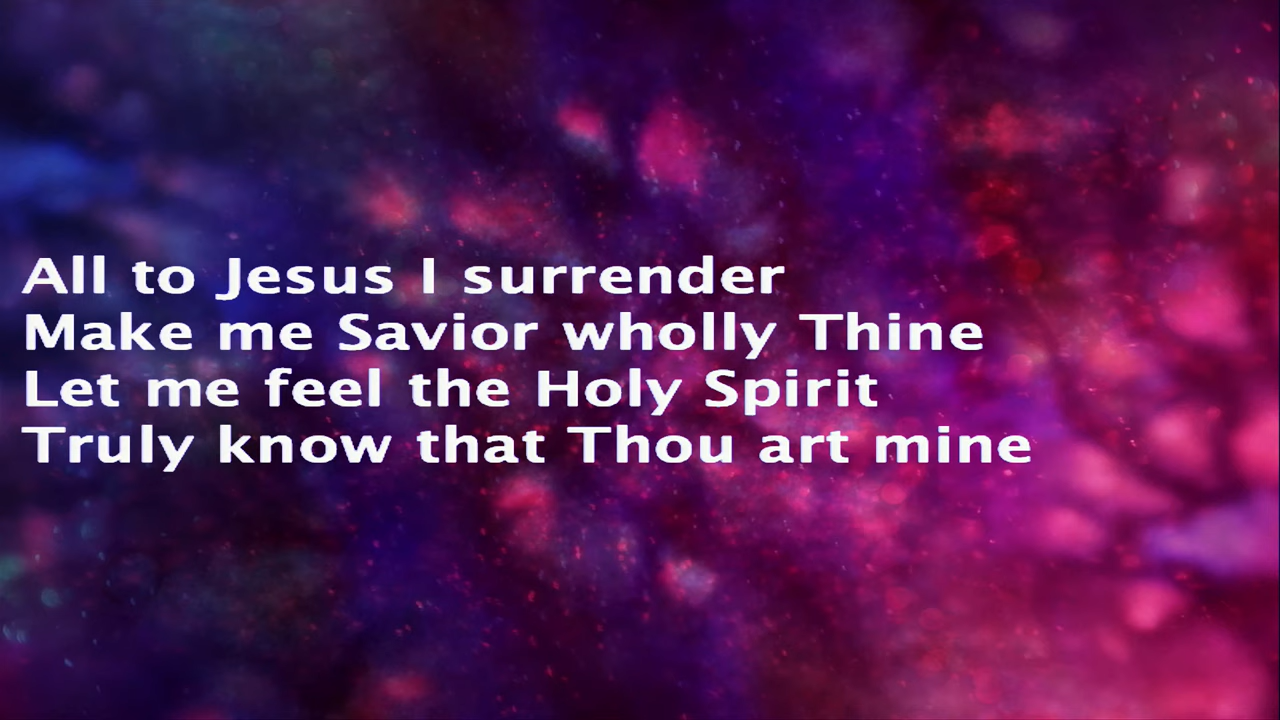 All to Jesus I surrender
Make me Savior wholly Thine
Let me feel the Holy Spirit
Truly know that Thou art mine